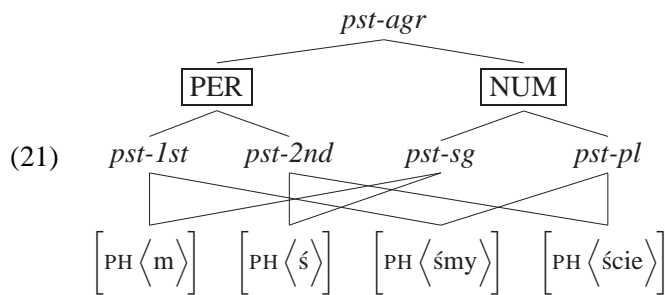 pst-agr
PER NUM
(21) pst-1st pst-2nd pst-sg pst-pl
[PH ⟨m⟩] [PH ⟨ś⟩] [PH ⟨śmy⟩] [PH ⟨ście⟩]